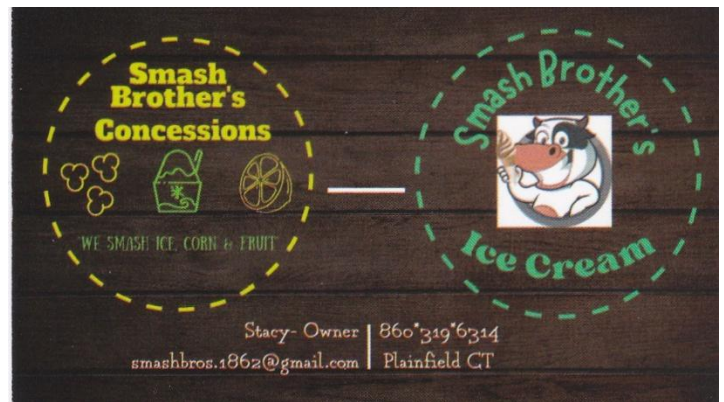 Smash
Brother's
Concessions
"WE SMASH ICE, CORN & FRUIT"
Smash Brother's
Ice Cream
Stacy- Owner | 860*319*6314
smashbros.1862@gmail.com | Plainfield CT